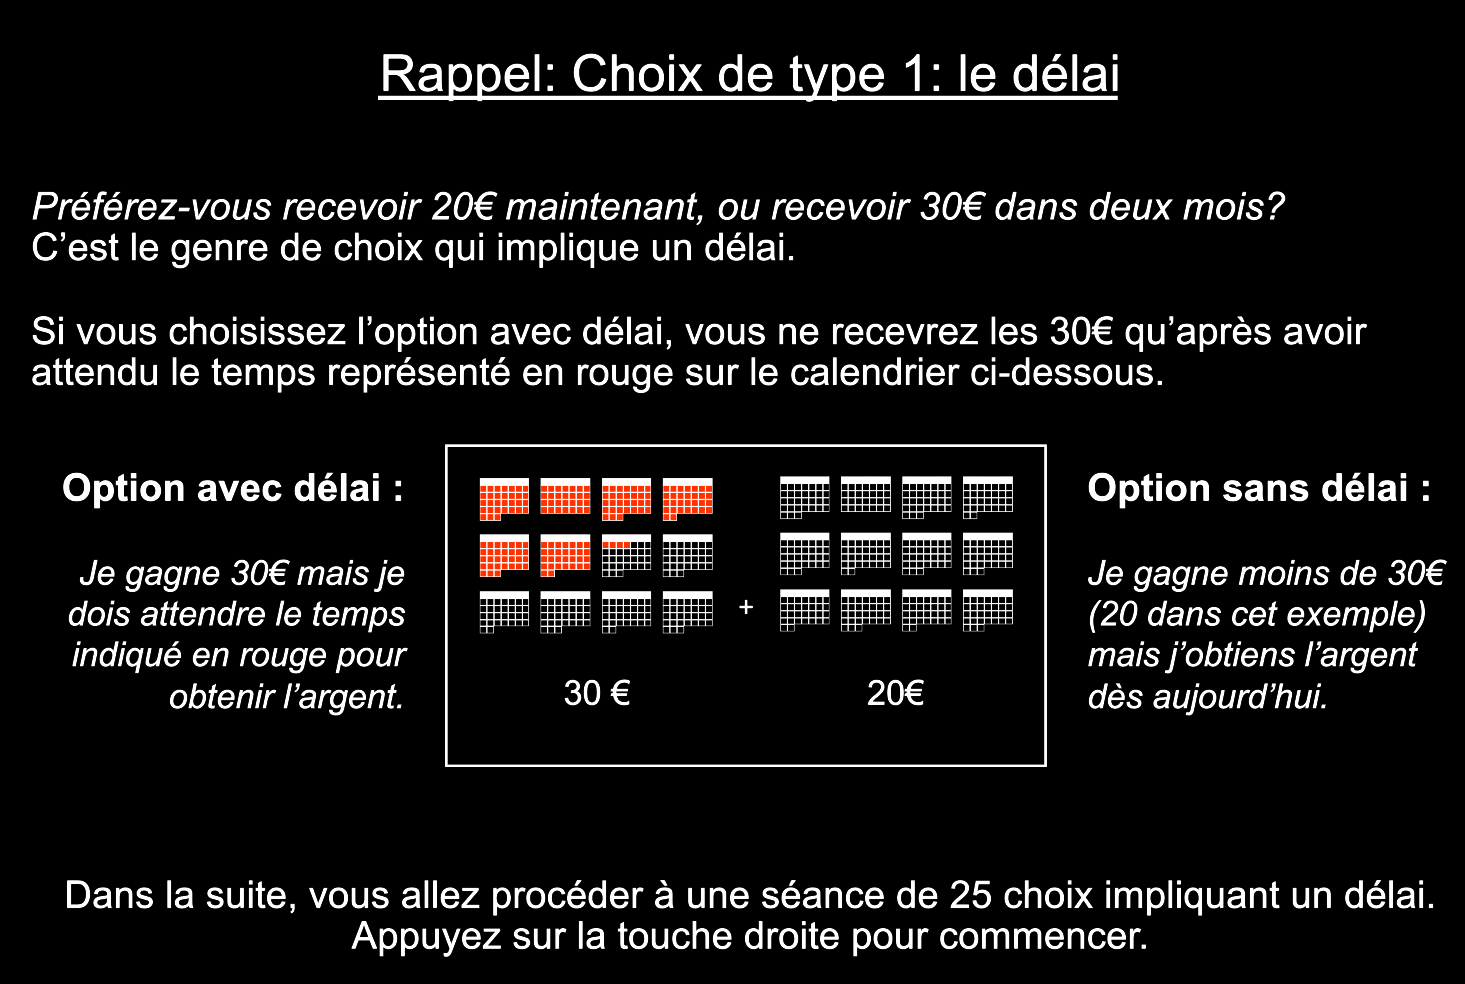 Rappel: Choix de type 1: le délai
Préférez-vous recevoir 20€ maintenant, ou recevoir 30€ dans deux mois?
C’est le genre de choix qui implique un délai.
Si vous choisissez l’option avec délai, vous ne recevrez les 30€ qu’après avoir
attendu le temps représenté en rouge sur le calendrier ci-dessous.
Option avec délai :
Je gagne 30€ mais je
dois attendre le temps
indiqué en rouge pour
obtenir l’argent.
+
30 €
20€
Option sans délai :
Je gagne moins de 30€
(20 dans cet exemple)
mais j’obtiens l’argent
dès aujourd’hui.
Dans la suite, vous allez procéder à une séance de 25 choix impliquant un délai.
Appuyez sur la touche droite pour commencer.